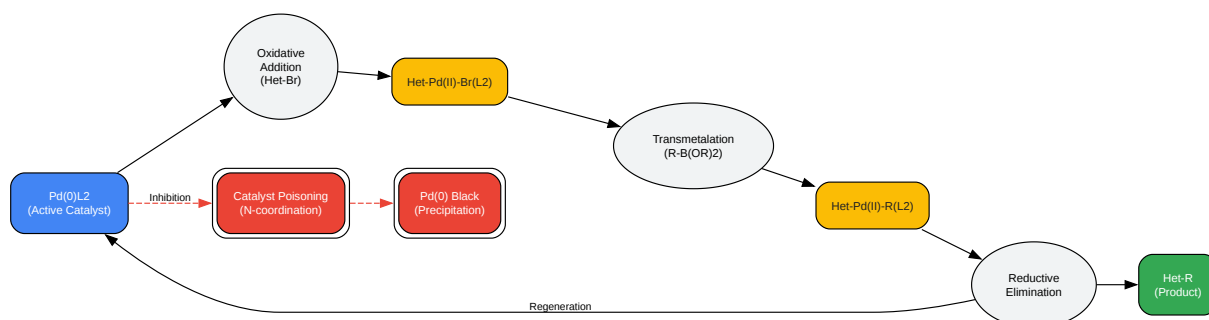 Oxidative
Addition
(Het-Br)
Het-Pd(II)-Br(L2)
Transmetalation
(R-B(OR)2)
Pd(0)L2
(Active Catalyst)
Inhibition
Catalyst Poisoning
(N-coordination)
Pd(0) Black
(Precipitation)
Het-Pd(II)-R(L2)
Reductive
Elimination
Het-R
(Product)
Regeneration